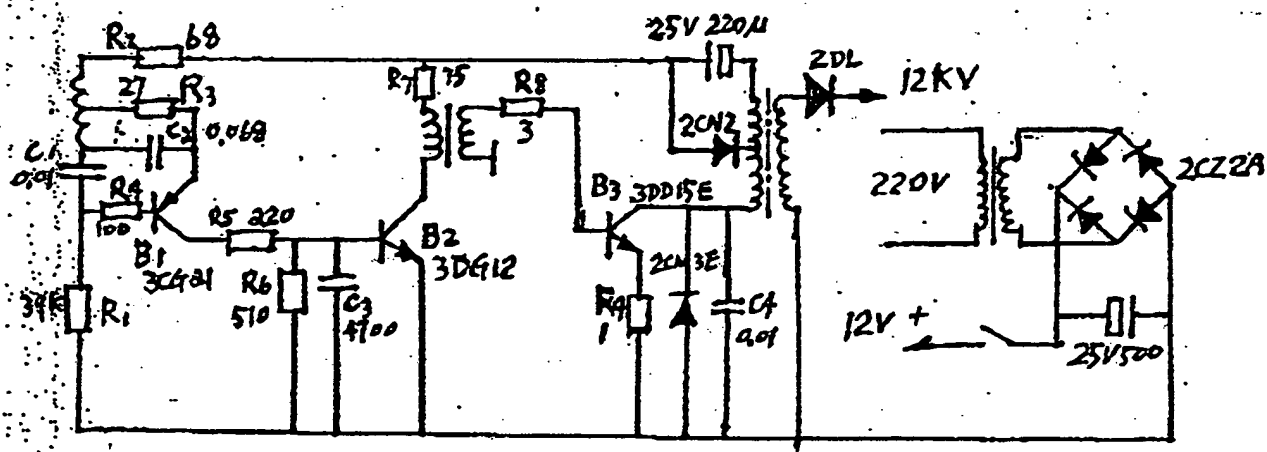 R2 68
27 R3
C2 0.068
C1
0.01
R4
100
B1
3CG21
R1
39K
R5 220
R6
510
C3
4700
R7 75
B2
3DG12
R8
3
B3
3DD15E
25V 220μ
2CN2
2DL
12KV
2CN3E
R9
1
C4
0.01
220V
2CZ2A
12V +
25V500